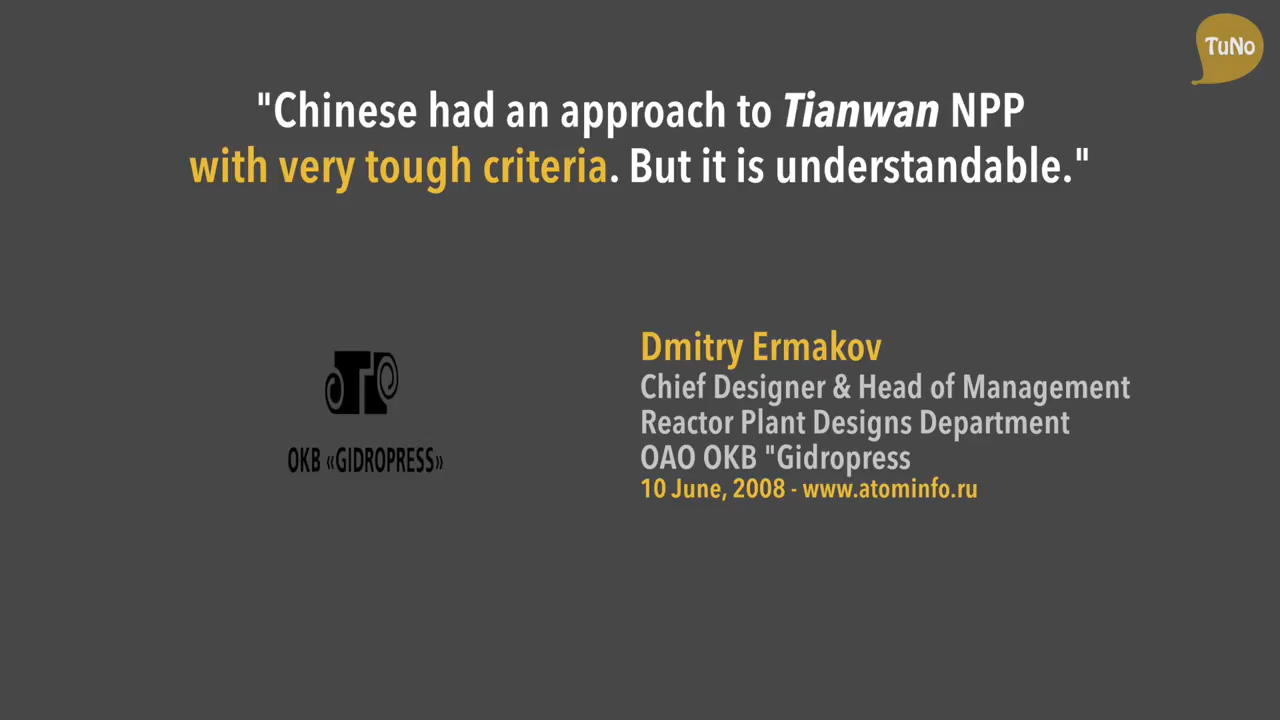 TuNo
"Chinese had an approach to Tianwan NPP
with very tough criteria. But it is understandable."
OKB «GIDROPRESS»
Dmitry Ermakov
Chief Designer & Head of Management
Reactor Plant Designs Department
OAO OKB "Gidropress
10 June, 2008 - www.atominfo.ru